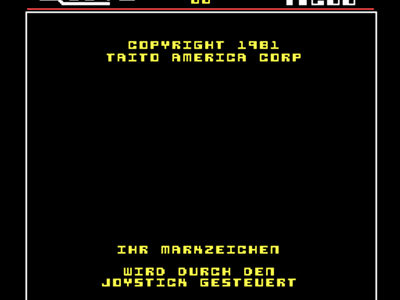 COPYRIGHT 1981
TAITO AMERICA CORP
IHR MARKZEICHEN
WIRD DURCH DEN
JOYSTICK GESTEUERT